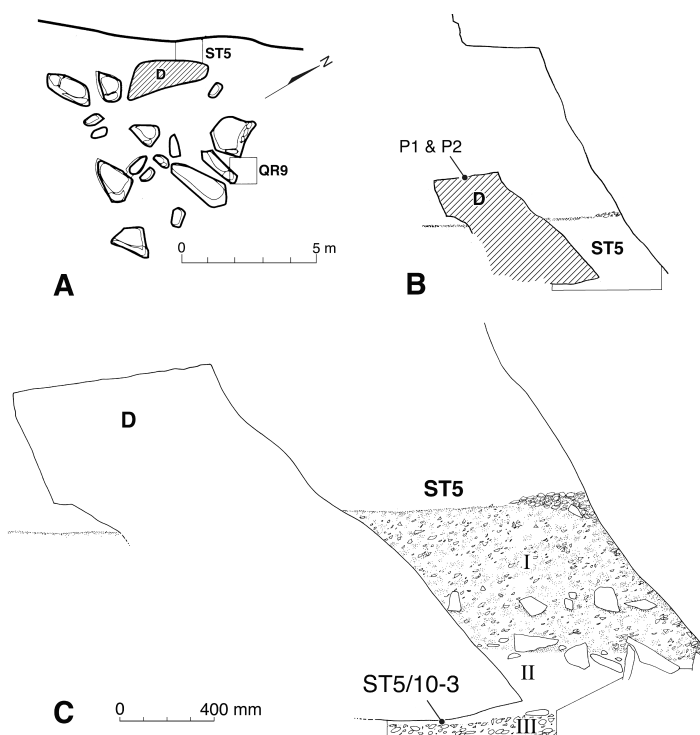 ST5
N
D
QR9
0 5 m
A
P1 & P2
D
ST5
B
D
ST5
I
II
ST5/10-3
III
0 400 mm
C